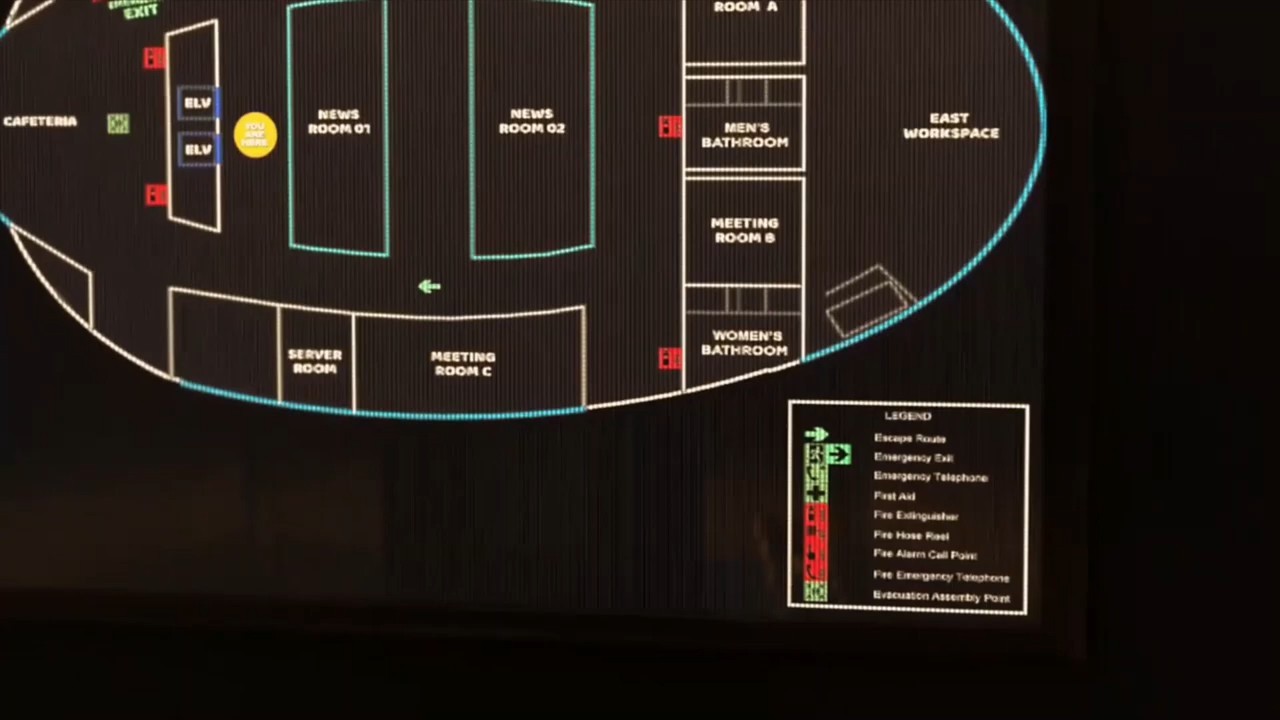 EXIT
ROOM A
CAFETERIA
ELV
ELV
YOU
ARE
HERE
NEWS
ROOM 01
NEWS
ROOM 02
MEN'S
BATHROOM
EAST
WORKSPACE
MEETING
ROOM B
SERVER
ROOM
MEETING
ROOM C
WOMEN'S
BATHROOM
LEGEND
Escape Route
Emergency Exit
Emergency Telephone
First Aid
Fire Extinguisher
Fire Hose Reel
Fire Alarm Call Point
Fire Emergency Telephone
Evacuation Assembly Point